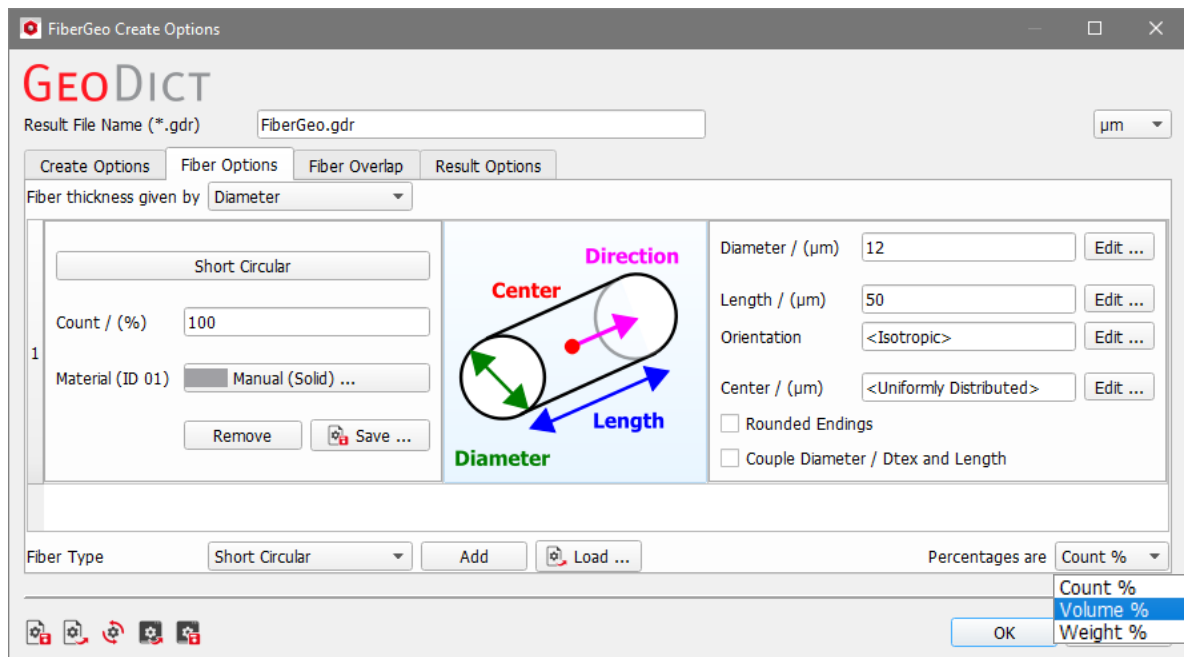 FiberGeo Create Options
GEODICT
Result File Name (*.gdr) FiberGeo.gdr µm
Create Options Fiber Options Fiber Overlap Result Options
Fiber thickness given by Diameter
1
Short Circular
Count / (%) 100
Material (ID 01) Manual (Solid) ...
Remove Save ...
Direction
Center
Length
Diameter
Diameter / (µm) 12 Edit ...
Length / (µm) 50 Edit ...
Orientation <Isotropic> Edit ...
Center / (µm) <Uniformly Distributed> Edit ...
Rounded Endings
Couple Diameter / Dtex and Length
Fiber Type Short Circular Add Load ... Percentages are Count %
Count %
Volume %
Weight %
OK